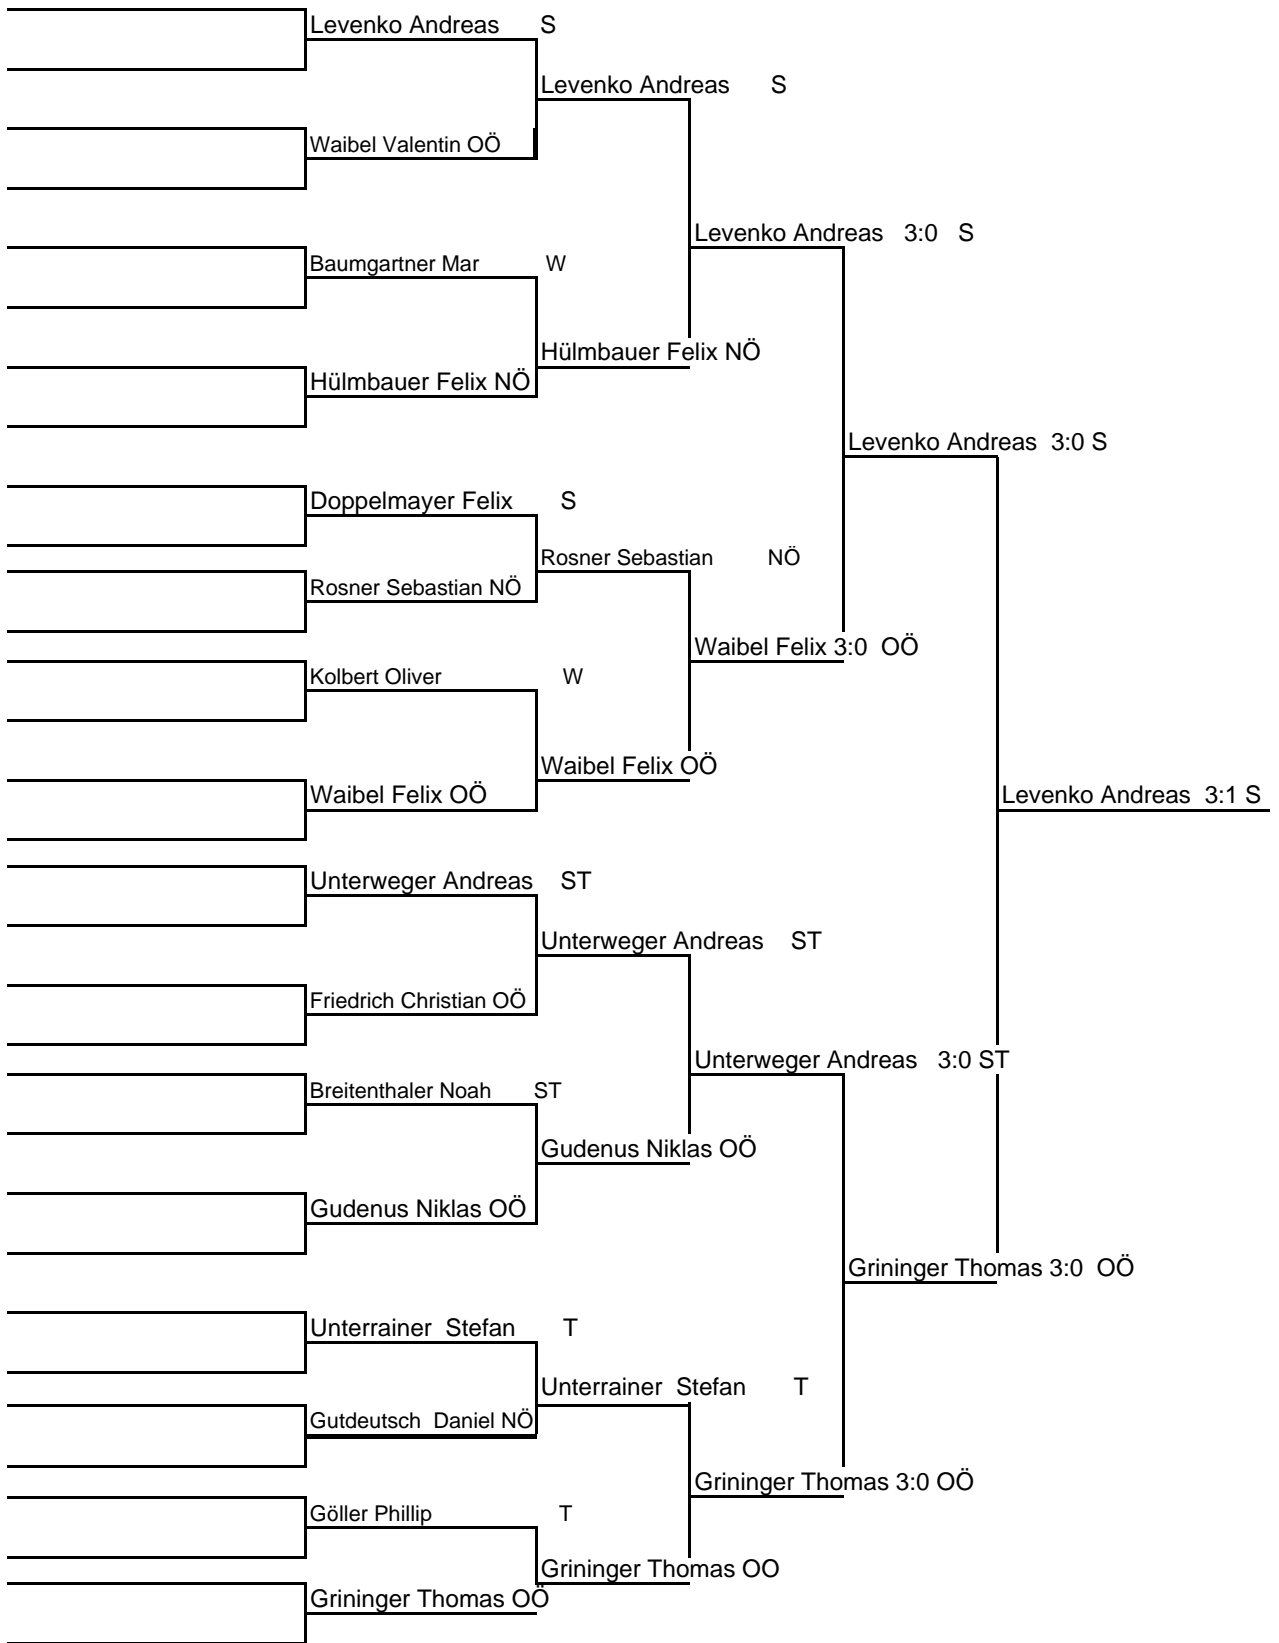 Levenko Andreas S
Levenko Andreas S
Waibel Valentin OÖ
Levenko Andreas 3:0 S
Baumgartner Mar W
Hülmbauer Felix NÖ
Hülmbauer Felix NÖ
Levenko Andreas 3:0 S
Doppelmayer Felix S
Rosner Sebastian NÖ
Rosner Sebastian NÖ
Waibel Felix 3:0 OÖ
Kolbert Oliver W
Waibel Felix OÖ
Waibel Felix OÖ
Levenko Andreas 3:1 S
Unterweger Andreas ST
Unterweger Andreas ST
Friedrich Christian OÖ
Unterweger Andreas 3:0 ST
Breitenthaler Noah ST
Gudenus Niklas OÖ
Gudenus Niklas OÖ
Grininger Thomas 3:0 OÖ
Unterrainer Stefan T
Unterrainer Stefan T
Gutdeutsch Daniel NÖ
Grininger Thomas 3:0 OÖ
Göller Phillip T
Grininger Thomas OO
Grininger Thomas OÖ